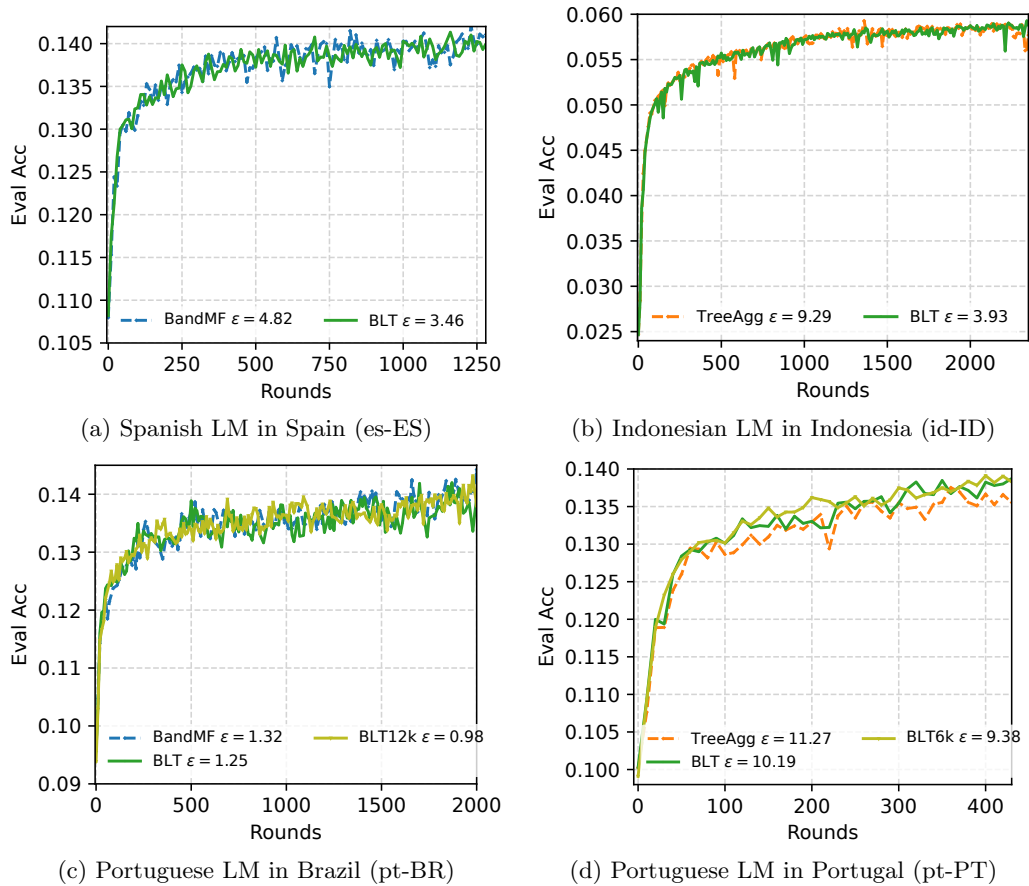 0.140
0.135
0.130
0.125
0.120
0.115
0.110
0.105
Eval Acc
BandMF ε = 4.82 BLT ε = 3.46
0 250 500 750 1000 1250
Rounds
(a) Spanish LM in Spain (es-ES)
0.060
0.055
0.050
0.045
0.040
0.035
0.030
0.025
Eval Acc
TreeAgg ε = 9.29 BLT ε = 3.93
0 500 1000 1500 2000
Rounds
(b) Indonesian LM in Indonesia (id-ID)
0.14
0.13
0.12
0.11
0.10
0.09
Eval Acc
BandMF ε = 1.32 BLT12k ε = 0.98
BLT ε = 1.25
0 500 1000 1500 2000
Rounds
(c) Portuguese LM in Brazil (pt-BR)
0.140
0.135
0.130
0.125
0.120
0.115
0.110
0.105
0.100
Eval Acc
TreeAgg ε = 11.27 BLT6k ε = 9.38
BLT ε = 10.19
0 100 200 300 400
Rounds
(d) Portuguese LM in Portugal (pt-PT)